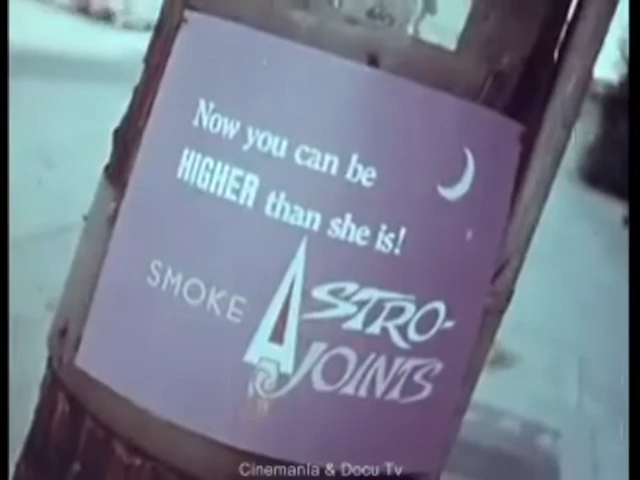 Now you can be
HIGHER than she is!
SMOKE ASTRO-
JOINTS
Cinemania & Docu Tv